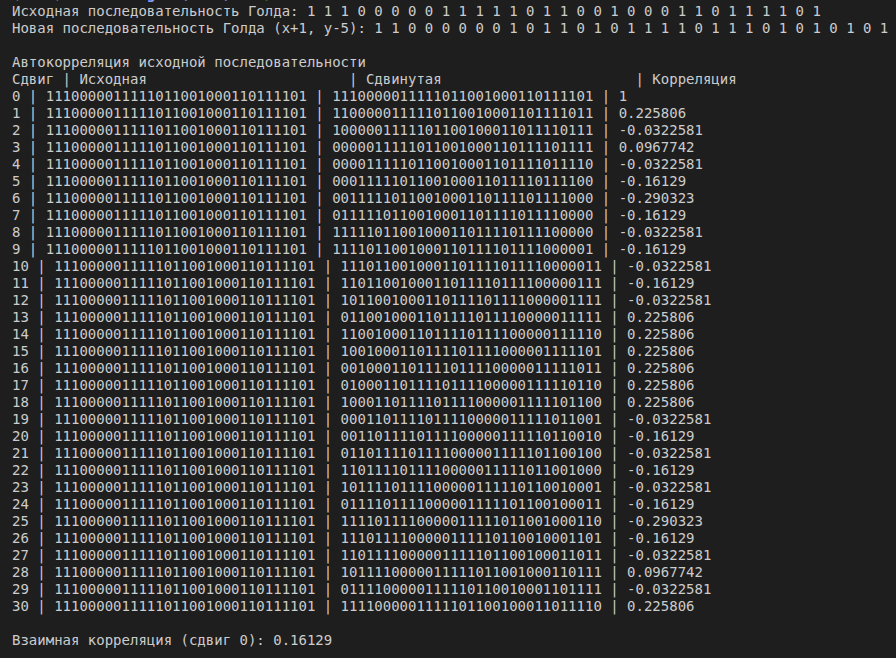 Исходная последовательность Голда: 1 1 1 0 0 0 0 0 1 1 1 1 1 0 1 1 0 0 1 0 0 0 1 1 0 1 1 1 1 0 1
Новая последовательность Голда (x+1, y-5): 1 1 0 0 0 0 0 0 1 0 1 1 0 1 0 1 1 1 1 0 1 1 1 0 1 0 1 0 1 0 1
Автокорреляция исходной последовательности
Сдвиг | Исходная | Сдвинутая | Корреляция
0 | 1110000011111011001000110111101 | 1110000011111011001000110111101 | 1
1 | 1110000011111011001000110111101 | 1100000111110110010001101111011 | 0.225806
2 | 1110000011111011001000110111101 | 1000001111101100100011011110111 | -0.0322581
3 | 1110000011111011001000110111101 | 0000011111011001000110111101111 | 0.0967742
4 | 1110000011111011001000110111101 | 0000111110110010001101111011110 | -0.0322581
5 | 1110000011111011001000110111101 | 0001111101100100011011110111100 | -0.16129
6 | 1110000011111011001000110111101 | 0011111011001000110111101111000 | -0.290323
7 | 1110000011111011001000110111101 | 0111110110010001101111011110000 | -0.16129
8 | 1110000011111011001000110111101 | 1111101100100011011110111100000 | -0.0322581
9 | 1110000011111011001000110111101 | 1111011001000110111101111000001 | -0.16129
10 | 1110000011111011001000110111101 | 1110110010001101111011110000011 | -0.0322581
11 | 1110000011111011001000110111101 | 1101100100011011110111100000111 | -0.16129
12 | 1110000011111011001000110111101 | 1011001000110111101111000001111 | -0.0322581
13 | 1110000011111011001000110111101 | 0110010001101111011110000011111 | 0.225806
14 | 1110000011111011001000110111101 | 1100100011011110111100000111110 | 0.225806
15 | 1110000011111011001000110111101 | 1001000110111101111000001111101 | 0.225806
16 | 1110000011111011001000110111101 | 0010001101111011110000011111011 | 0.225806
17 | 1110000011111011001000110111101 | 0100011011110111100000111110110 | 0.225806
18 | 1110000011111011001000110111101 | 1000110111101111000001111101100 | 0.225806
19 | 1110000011111011001000110111101 | 0001101111011110000011111011001 | -0.0322581
20 | 1110000011111011001000110111101 | 0011011110111100000111110110010 | -0.16129
21 | 1110000011111011001000110111101 | 0110111101111000001111101100100 | -0.0322581
22 | 1110000011111011001000110111101 | 1101111011110000011111011001000 | -0.16129
23 | 1110000011111011001000110111101 | 1011110111100000111110110010001 | -0.0322581
24 | 1110000011111011001000110111101 | 0111101111000001111101100100011 | -0.16129
25 | 1110000011111011001000110111101 | 1111011110000011111011001000110 | -0.290323
26 | 1110000011111011001000110111101 | 1110111100000111110110010001101 | -0.16129
27 | 1110000011111011001000110111101 | 1101111000001111101100100011011 | -0.0322581
28 | 1110000011111011001000110111101 | 1011110000011111011001000110111 | 0.0967742
29 | 1110000011111011001000110111101 | 0111100000111110110010001101111 | -0.0322581
30 | 1110000011111011001000110111101 | 1111000001111101100100011011110 | 0.225806
Взаимная корреляция (сдвиг 0): 0.16129